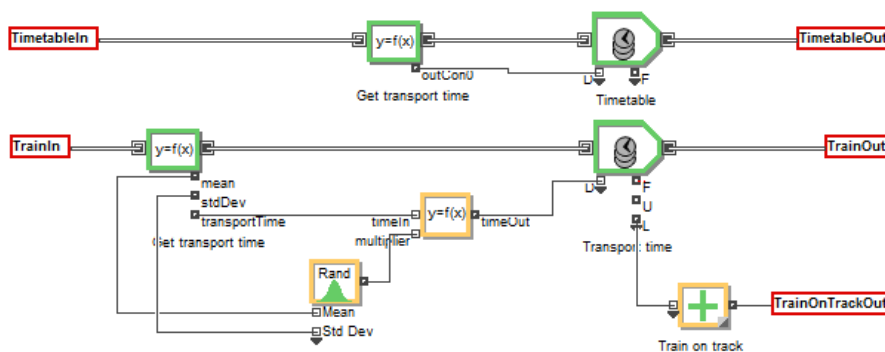 TimetableIn
y=f(x)
TimetableOut
outCon0
D
F
Get transport time
Timetable
TrainIn
y=f(x)
TrainOut
mean
stdDev
transportTime
Get transport time
timeIn
multiplier
y=f(x)
timeOut
D
F
U
L
Transport time
Rand
Mean
Std Dev
TrainOnTrackOut
Train on track